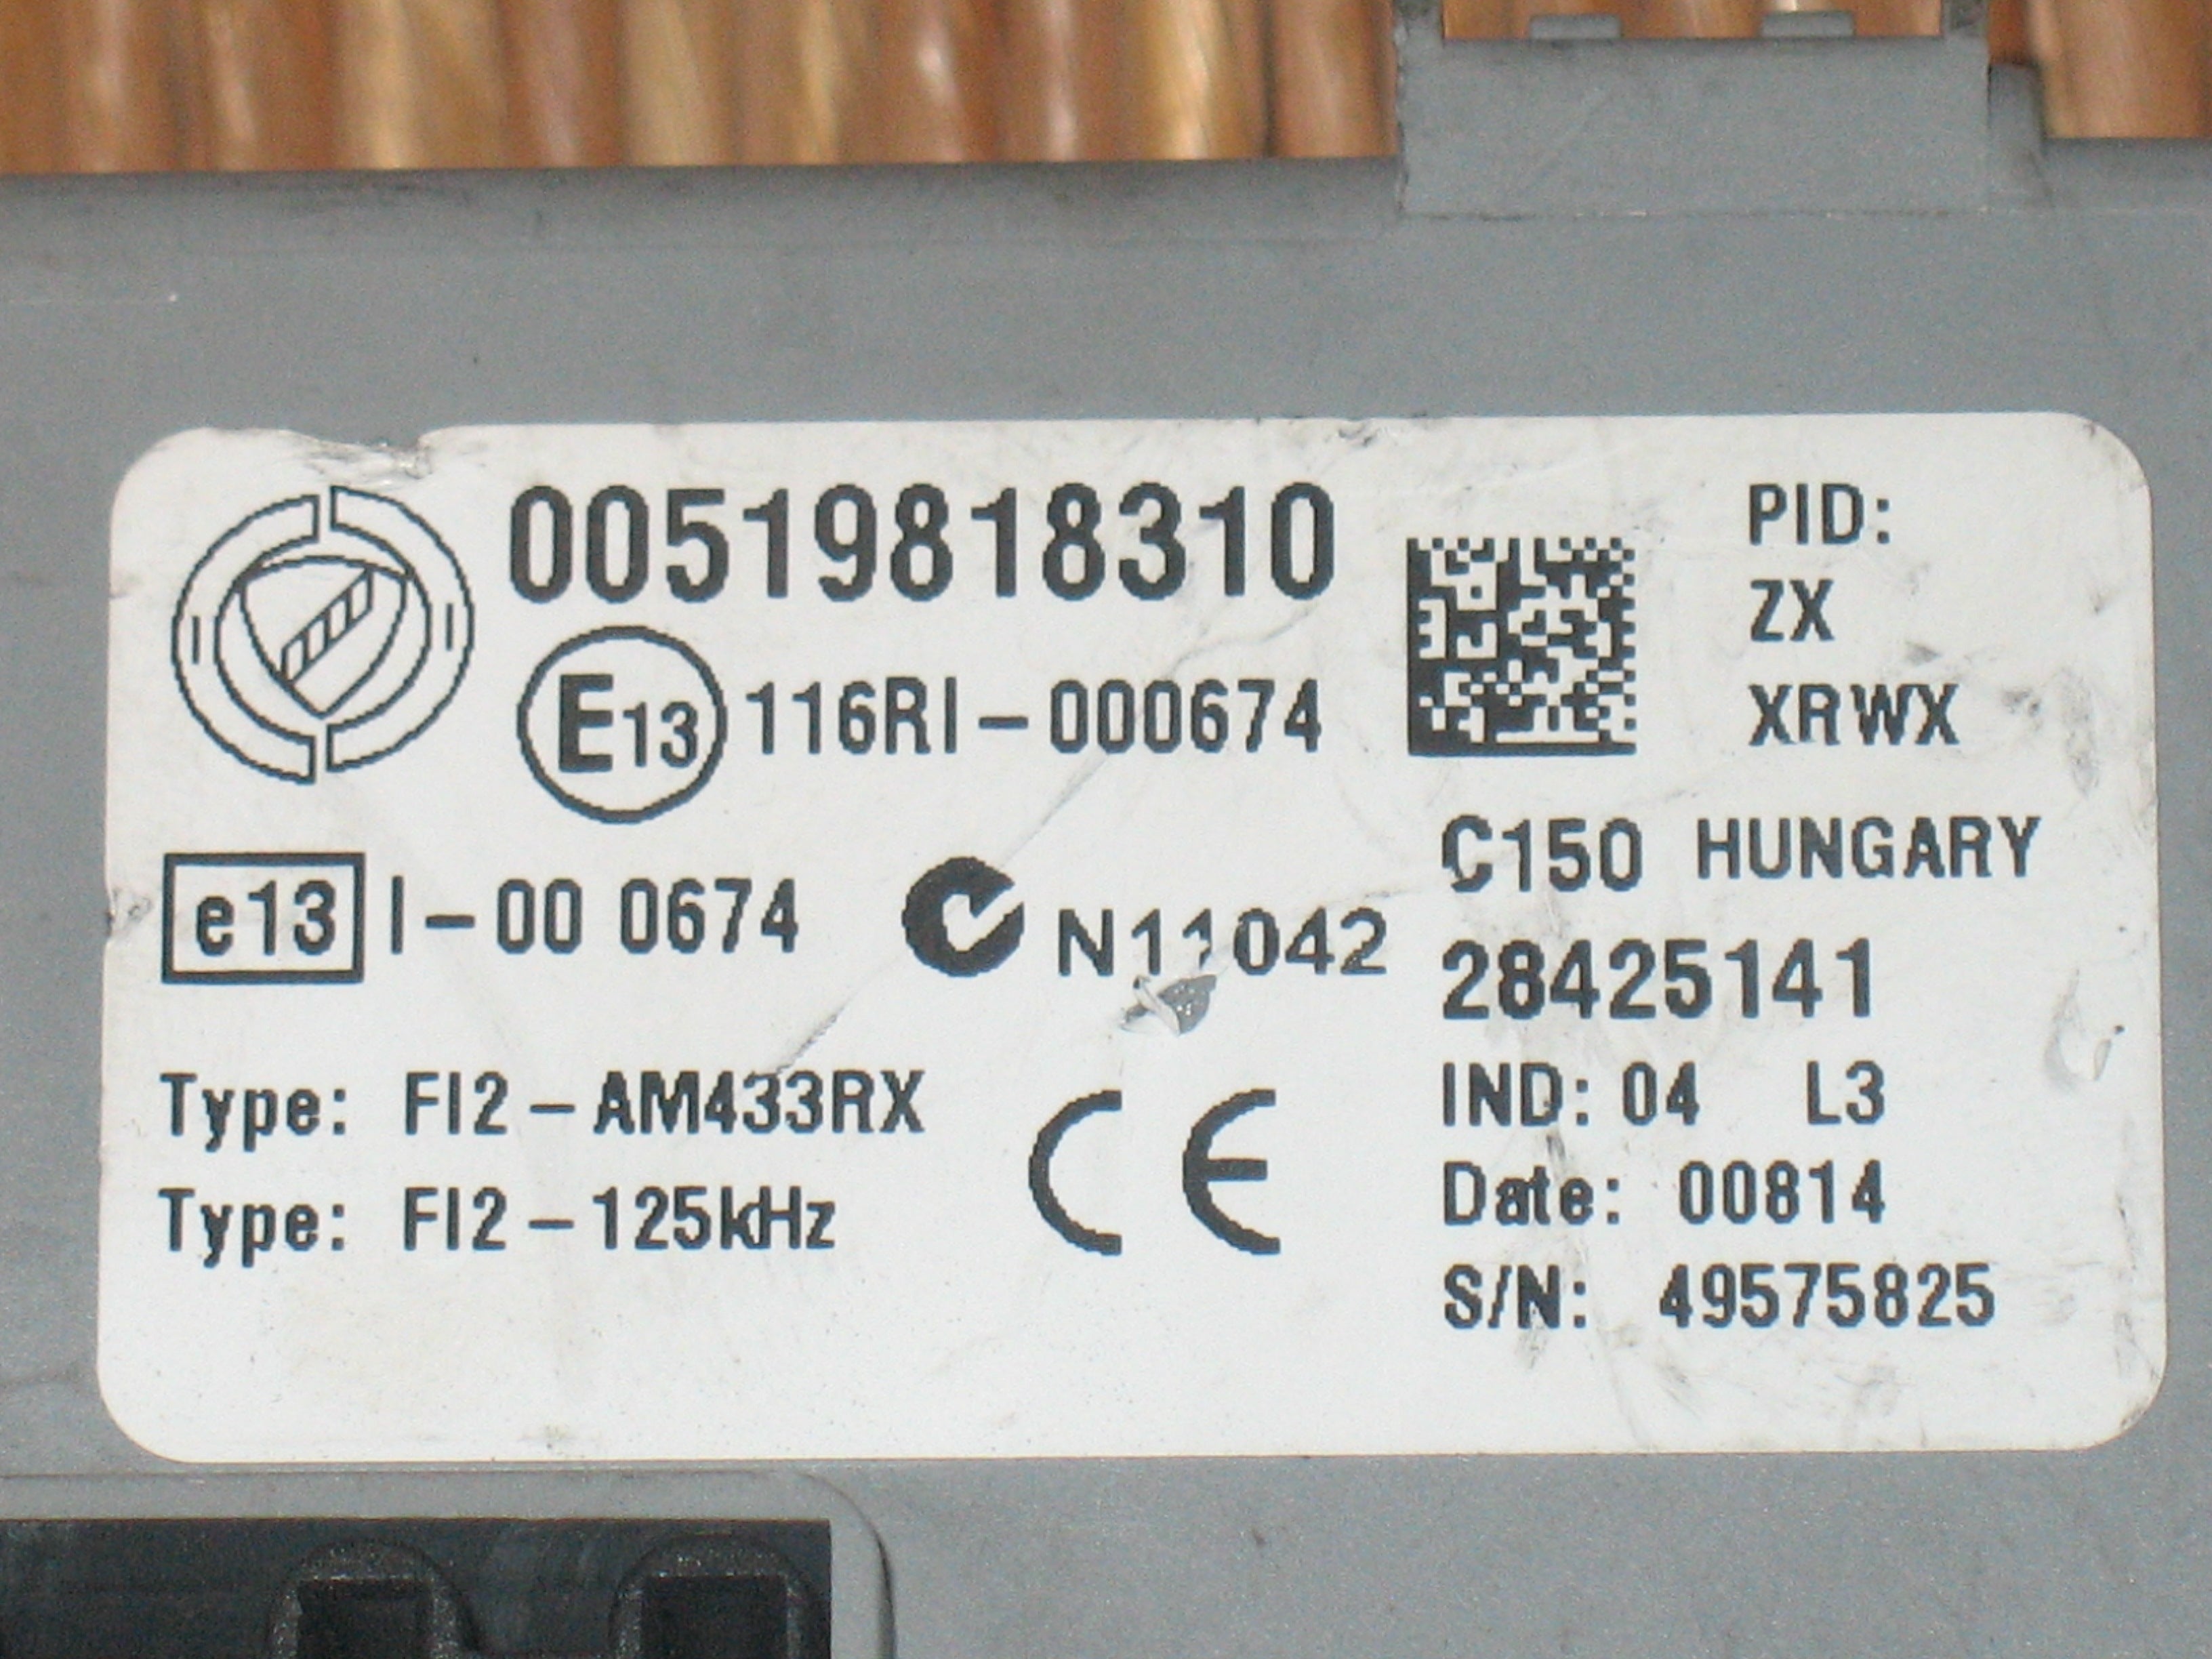 00519818310
E13 116RI-000674
e13 I-00 0674
N11042
Type: FI2-AM433RX
Type: FI2-125kHz
CE
PID:
ZX
XRWX
C150 HUNGARY
28425141
IND: 04 L3
Date: 00814
S/N: 49575825